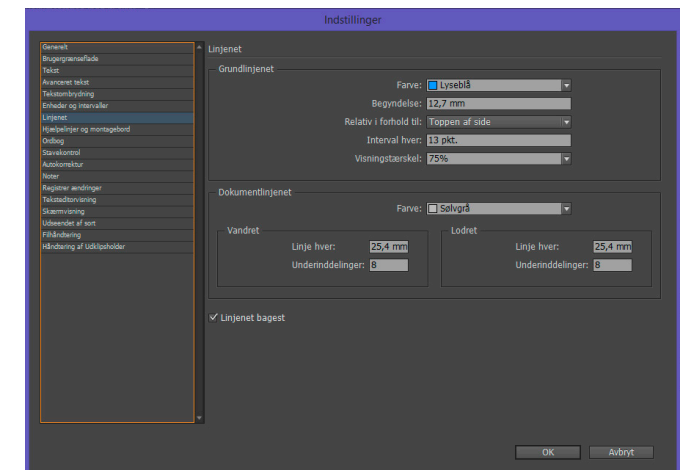 Indstillinger
Generelt
Brugergrænseflade
Tekst
Avanceret tekst
Tekstombrydning
Enheder og intervaller
Linjenet
Hjælpelinjer og montagebord
Ordbog
Stavekontrol
Autokorrektur
Noter
Registrer ændringer
Teksteditorvisning
Skærmvisning
Udseendet af sort
Filhåndtering
Håndtering af Udklipsholder
Linjenet
Grundlinjenet
Farve: Lyseblå
Begyndelse: 12,7 mm
Relativ i forhold til: Toppen af side
Interval hver: 13 pkt.
Visningstærskel: 75%
Dokumentlinjenet
Farve: Sølvgrå
Vandret
Linje hver: 25,4 mm
Underinddelinger: 8
Lodret
Linje hver: 25,4 mm
Underinddelinger: 8
Linjenet bagest
OK Avbryt